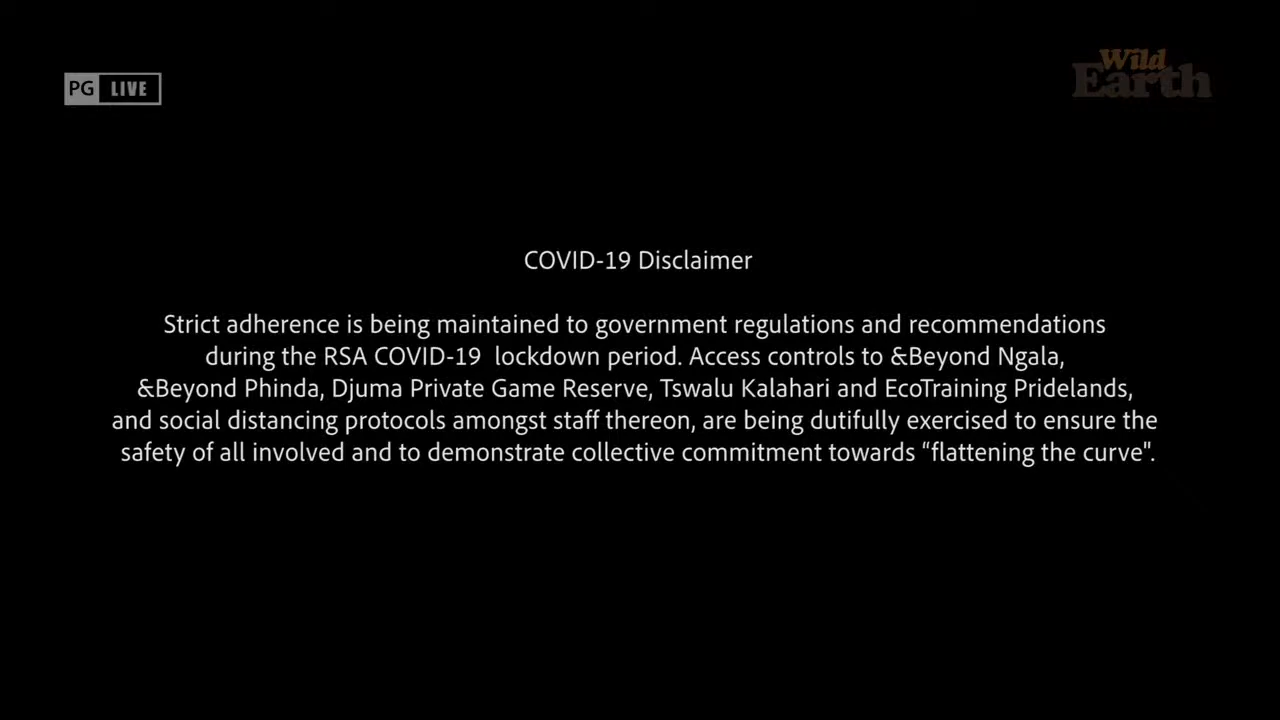 PG LIVE
Wild
Earth
COVID-19 Disclaimer
Strict adherence is being maintained to government regulations and recommendations
during the RSA COVID-19 lockdown period. Access controls to &Beyond Ngala,
&Beyond Phinda, Djuma Private Game Reserve, Tswalu Kalahari and EcoTraining Pridelands,
and social distancing protocols amongst staff thereon, are being dutifully exercised to ensure the
safety of all involved and to demonstrate collective commitment towards “flattening the curve".